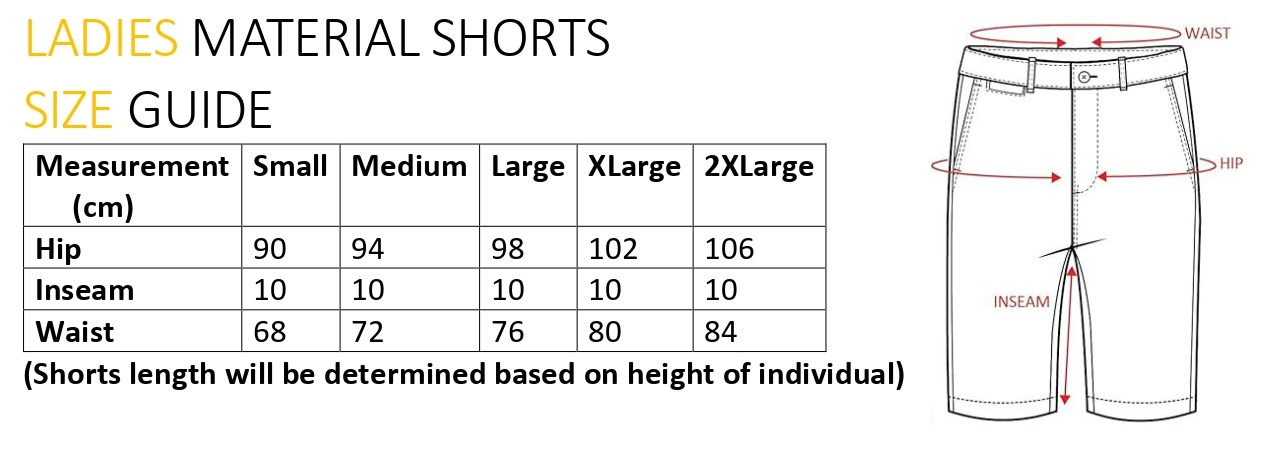 LADIES MATERIAL SHORTS
SIZE GUIDE
Measurement (cm) Small Medium Large XLarge 2XLarge
Hip 90 94 98 102 106
Inseam 10 10 10 10 10
Waist 68 72 76 80 84
(Shorts length will be determined based on height of individual)
WAIST
HIP
INSEAM